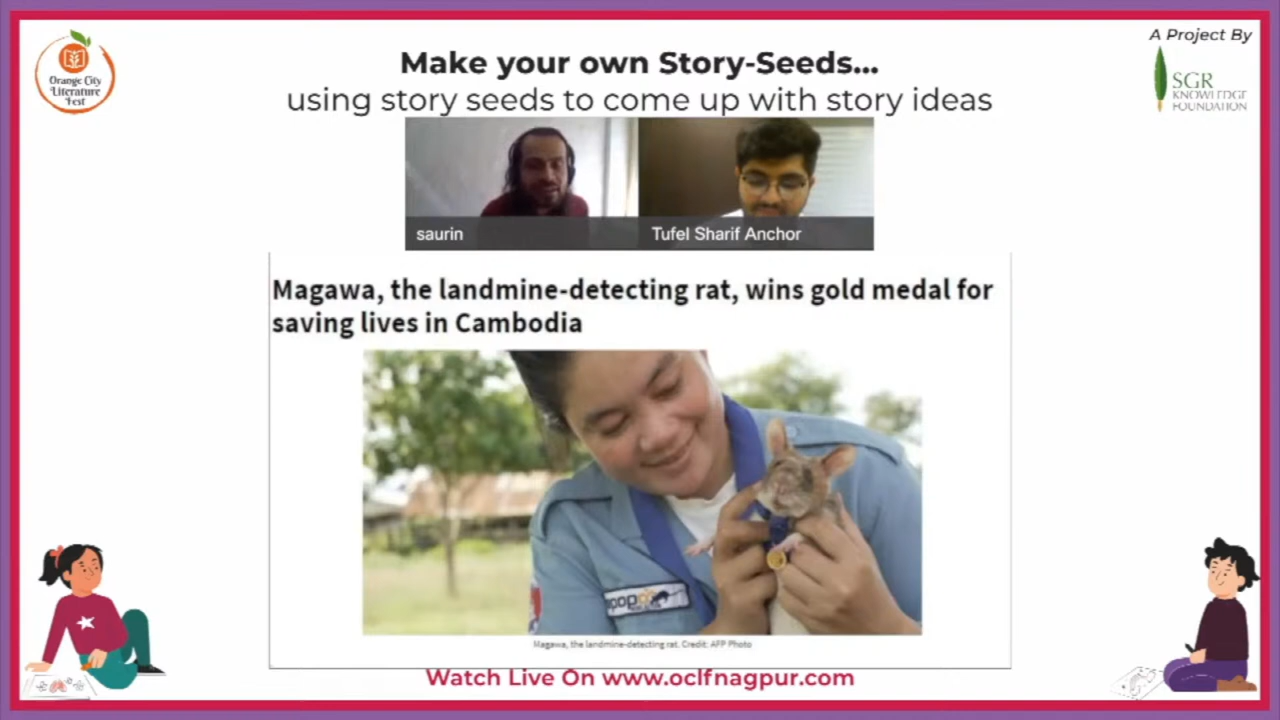 Orange City
Literature
Fest
A Project By
SGR
KNOWLEDGE
FOUNDATION
Make your own Story-Seeds...
using story seeds to come up with story ideas
saurin
Tufel Sharif Anchor
Magawa, the landmine-detecting rat, wins gold medal for
saving lives in Cambodia
Magawa, the landmine-detecting rat. Credit: AFP Photo
Watch Live On www.oclfnagpur.com